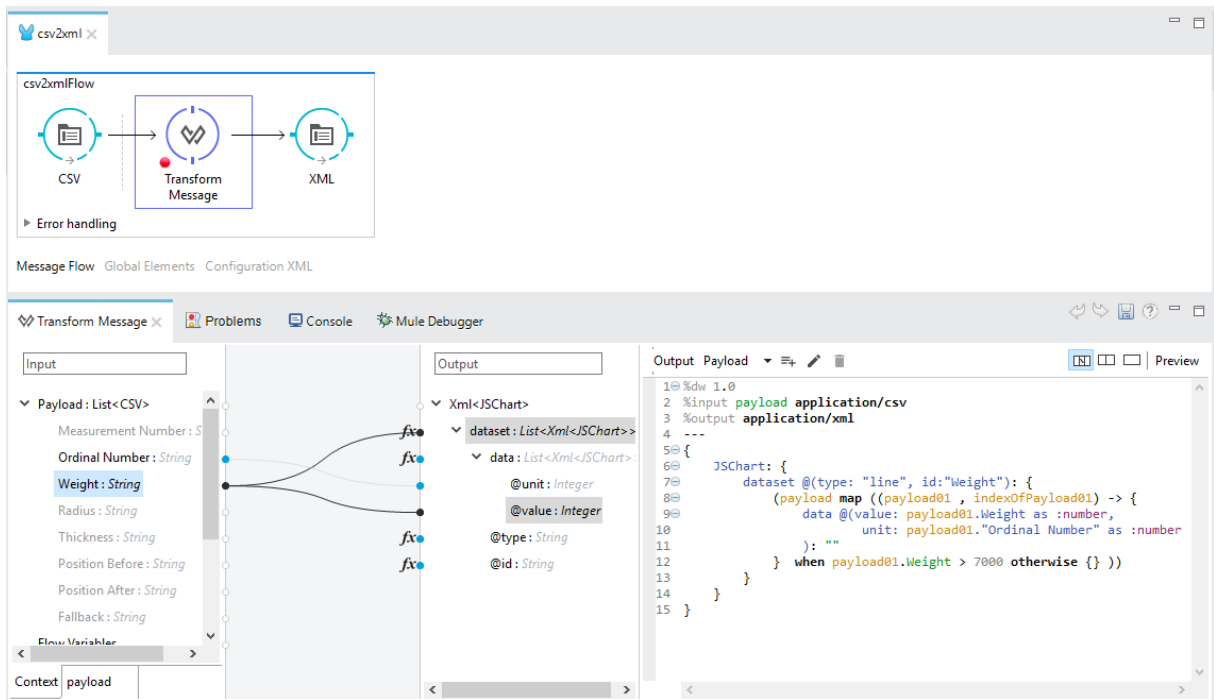 csv2xml
csv2xmlFlow
CSV
Transform
Message
XML
Error handling
Message Flow Global Elements Configuration XML
Transform Message Problems Console Mule Debugger
Input
Payload : List<CSV>
Measurement Number : S
Ordinal Number : String
Weight : String
Radius : String
Thickness : String
Position Before : String
Position After : String
Fallback : String
Flow Variables
Context payload
Output
Xml<JSChart>
fx dataset : List<Xml<JSChart>>
fx data : List<Xml<JSChart>
@unit : Integer
@value : Integer
fx @type : String
fx @id : String
Output Payload Preview
1 %dw 1.0
2 %input payload application/csv
3 %output application/xml
4 ---
5 {
6 JSChart: {
7 dataset @(type: "line", id:"Weight"): {
8 (payload map ((payload01 , indexOfPayload01) -> {
9 data @(value: payload01.Weight as :number,
10 unit: payload01."Ordinal Number" as :number
11 ): ""
12 } when payload01.Weight > 7000 otherwise {} ))
13 }
14 }
15 }